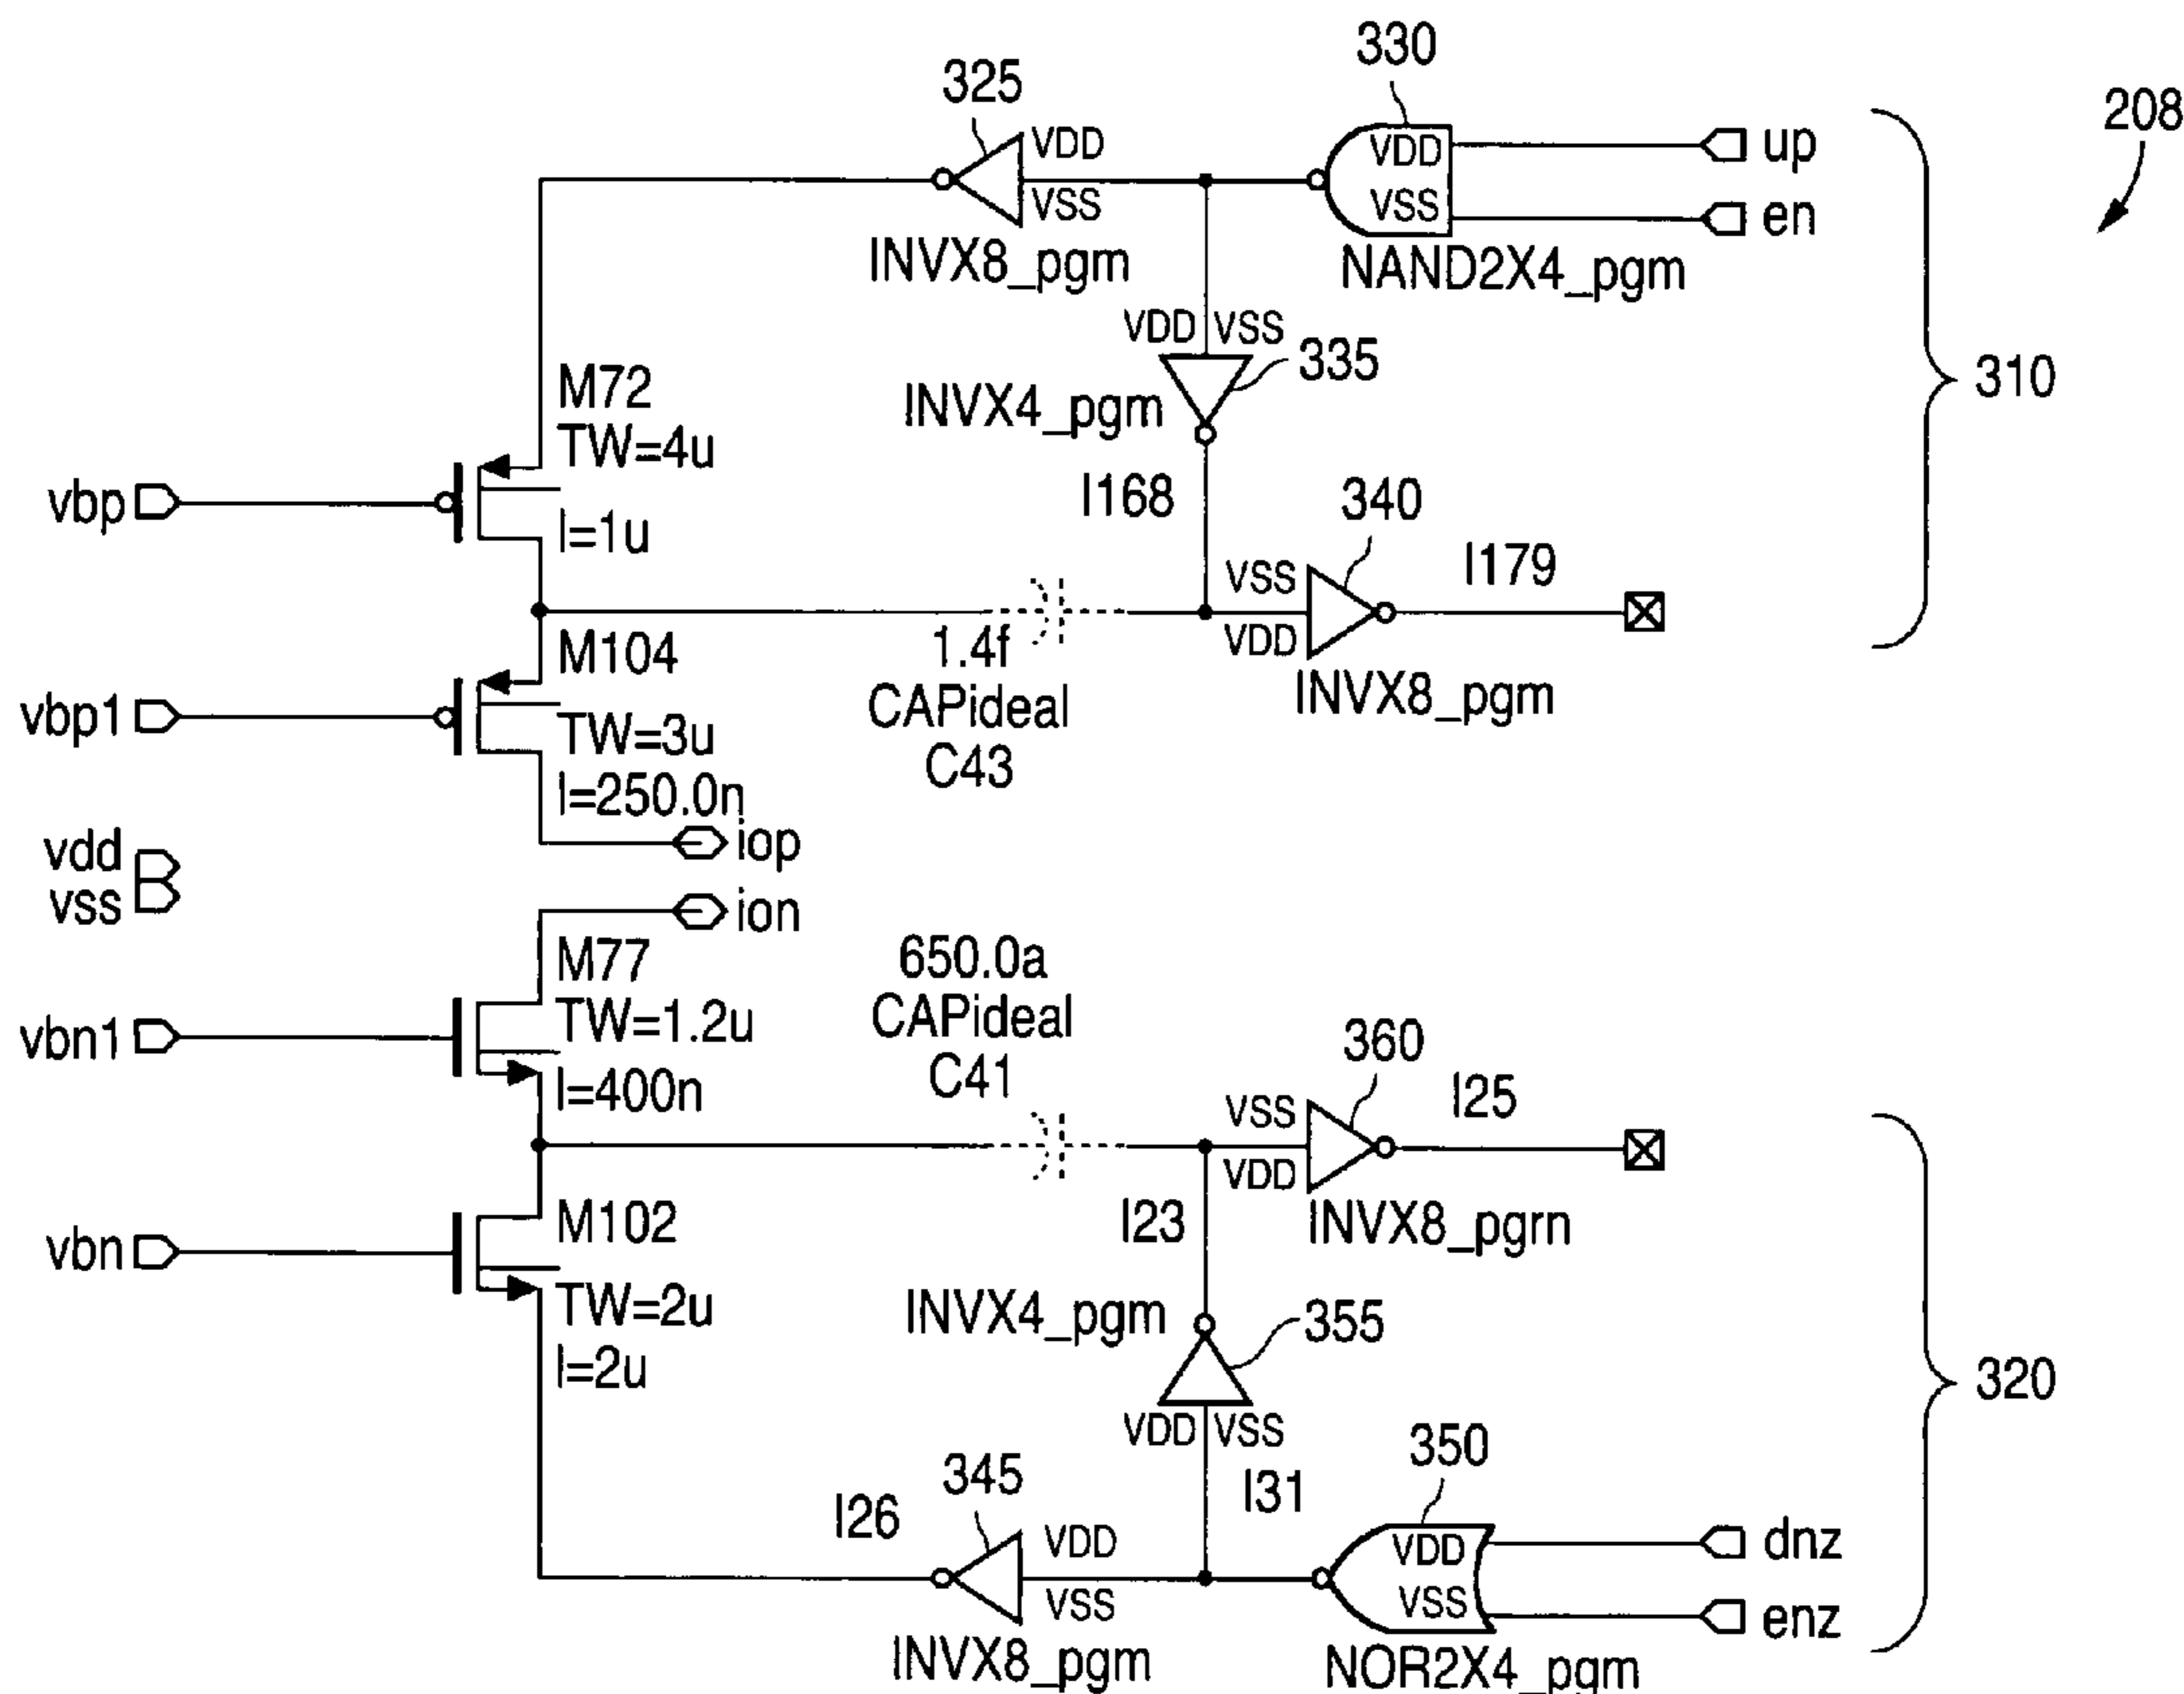 330
325
208
VDD
VDD
up
VSS
VSS
en
INVX8_pgm
NAND2X4_pgm
VDD
VSS
335
310
M72
TW=4u
INVX4_pgm
vbp
l=1u
I168
340
VSS
I179
VDD
1.4f
CAPideal
C43
INVX8_pgm
M104
vbp1
TW=3u
l=250.0n
vdd
vss
iop
ion
M77
650.0a
CAPideal
C41
vbn1
TW=1.2u
l=400n
360
VSS
I25
VDD
I23
INVX8_pgrn
vbn
M102
TW=2u
l=2u
INVX4_pgm
355
VDD
VSS
320
350
345
I31
I26
VDD
VDD
dnz
VSS
VSS
enz
INVX8_pgm
NOR2X4_pgm